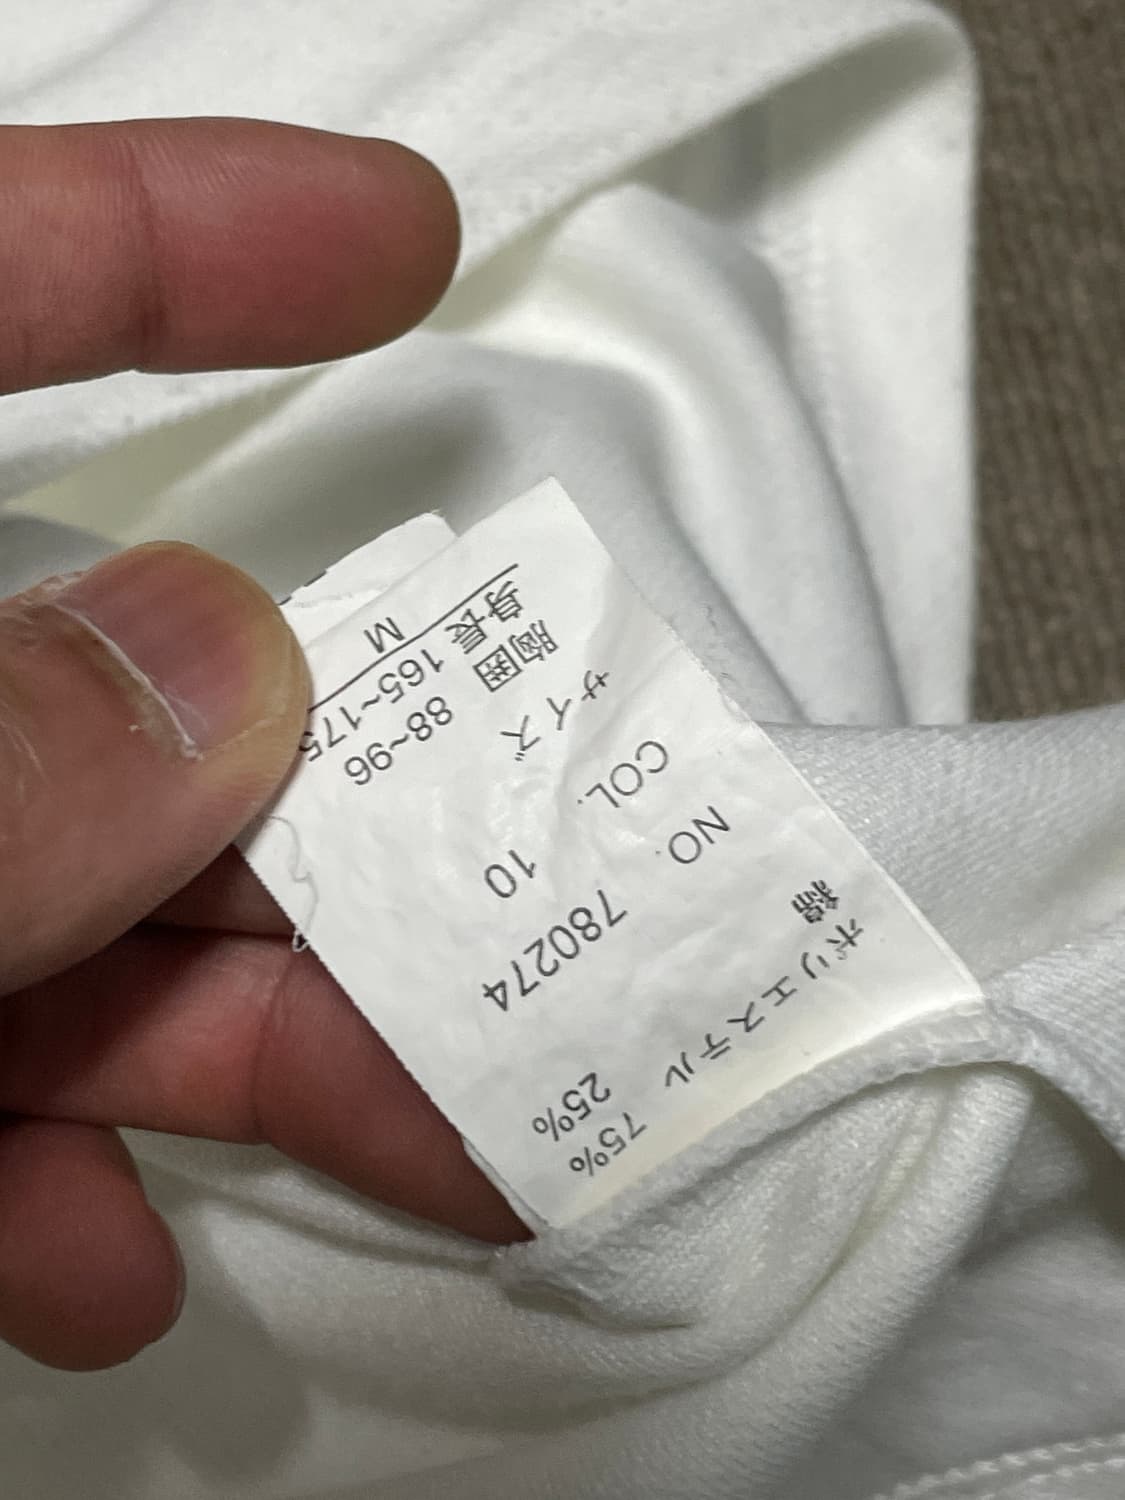 ポリエステル 75%
綿 25%
NO. 780274
COL. 10
サイズ
胸囲 88~96
身長 165~175
M